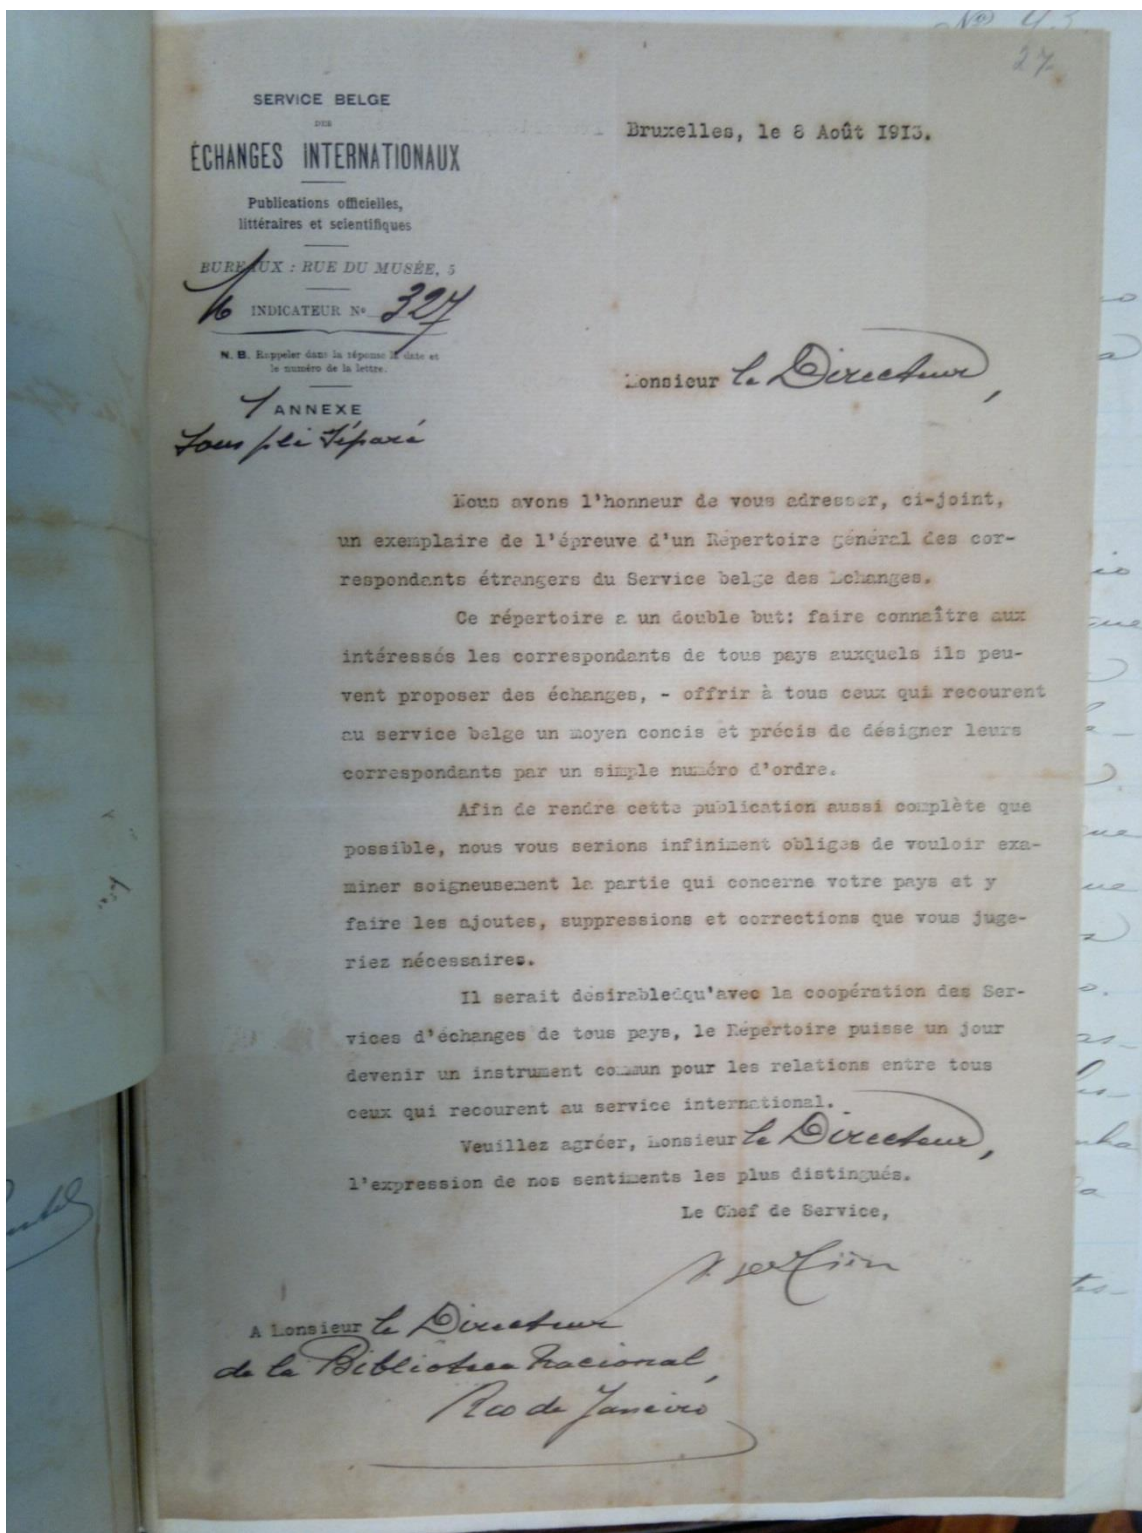 27
SERVICE BELGE
DES
ÉCHANGES INTERNATIONAUX
Publications officielles,
littéraires et scientifiques
BUREAUX : RUE DU MUSÉE, 5
INDICATEUR No 327
N. B. Rappeler dans la réponse la date et
le numéro de la lettre.
1 ANNEXE
Sous pli séparé
Bruxelles, le 8 Août 1913.
Monsieur le Directeur,
Nous avons l'honneur de vous adresser, ci-joint,
un exemplaire de l'épreuve d'un Répertoire général des cor-
respondants étrangers du Service belge des Echanges.
Ce répertoire a un double but: faire connaître aux
intéressés les correspondants de tous pays auxquels ils peu-
vent proposer des échanges, - offrir à tous ceux qui recourent
au service belge un moyen concis et précis de désigner leurs
correspondants par un simple numéro d'ordre.
Afin de rendre cette publication aussi complète que
possible, nous vous serions infiniment obligés de vouloir exa-
miner soigneusement la partie qui concerne votre pays et y
faire les ajoutes, suppressions et corrections que vous juge-
riez nécessaires.
Il serait désirable qu'avec la coopération des Ser-
vices d'échanges de tous pays, le Répertoire puisse un jour
devenir un instrument commun pour les relations entre tous
ceux qui recourent au service international.
Veuillez agréer, Monsieur le Directeur,
l'expression de nos sentiments les plus distingués.
Le Chef de Service,
A Monsieur le Directeur
de la Bibliotheca Nacional,
Rio de Janeiro